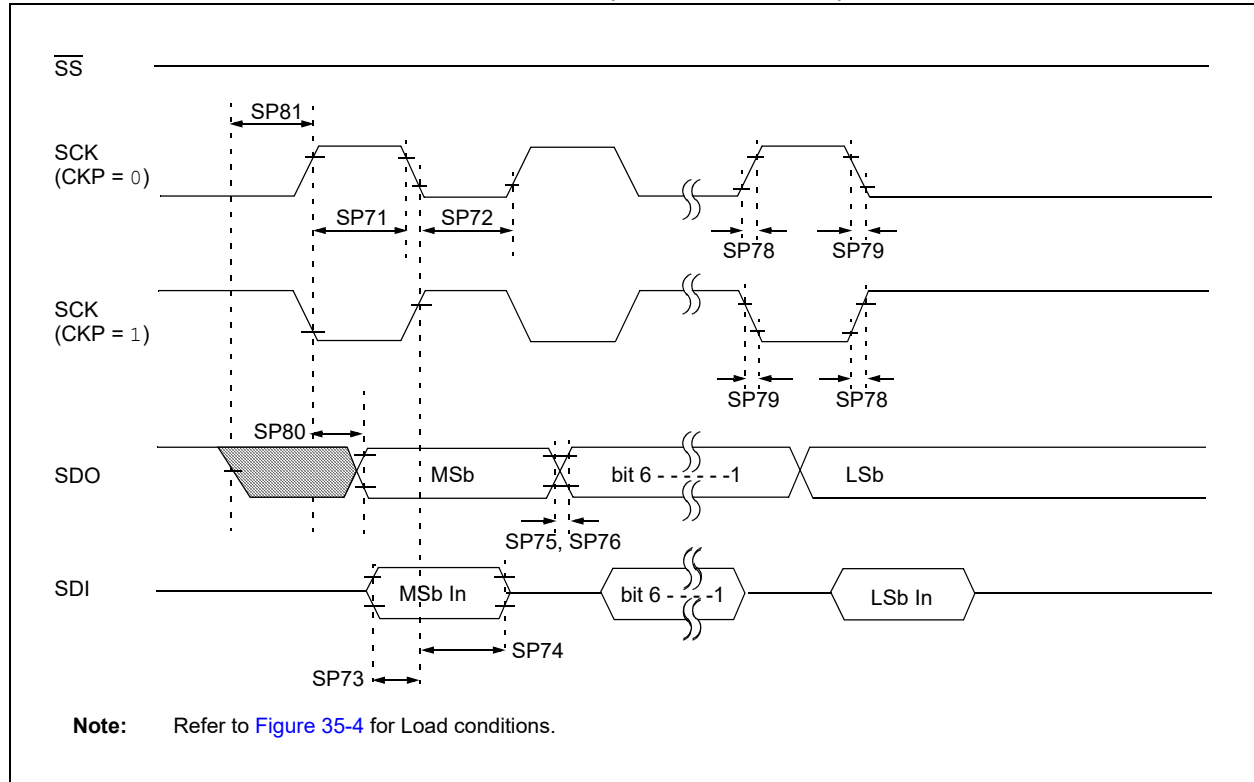 SS
SP81
SCK
(CKP = 0)
SP71
SP72
SP78
SP79
SCK
(CKP = 1)
SP79
SP78
SP80
SDO
MSb
bit 6 - - - - - -1
LSb
SP75, SP76
SDI
MSb In
bit 6 - - - -1
LSb In
SP74
SP73
Note: Refer to Figure 35-4 for Load conditions.